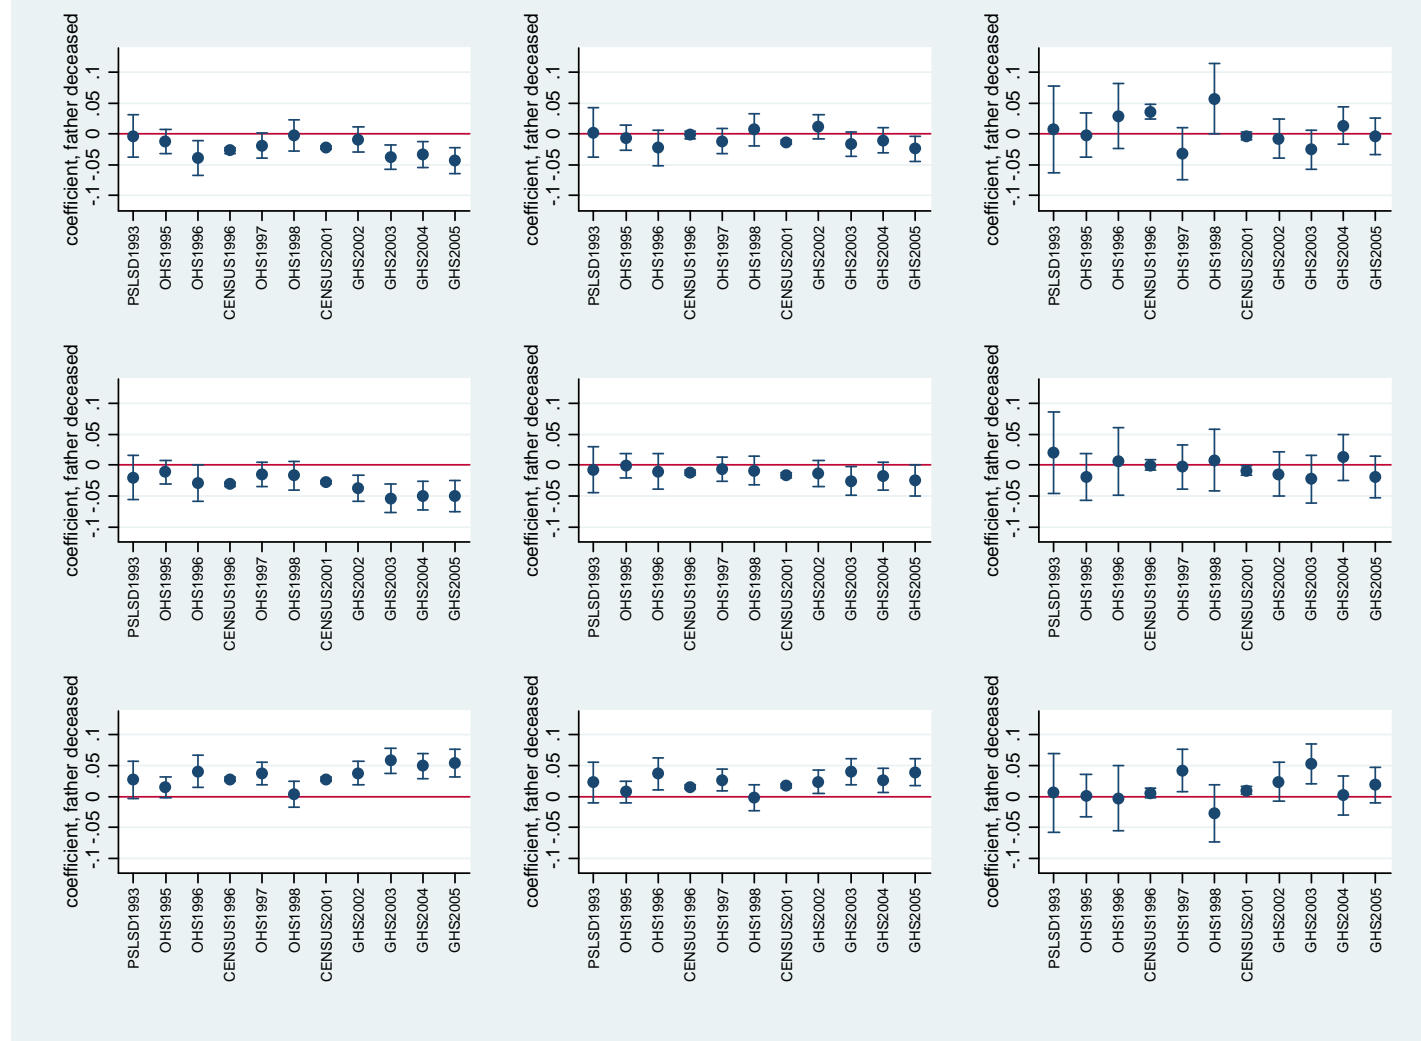 coefficient, father deceased
-.1 -.05 0 .05 .1
PSLSD1993
OHS1995
OHS1996
CENSUS1996
OHS1997
OHS1998
CENSUS2001
GHS2002
GHS2003
GHS2004
GHS2005
coefficient, father deceased
-.1 -.05 0 .05 .1
PSLSD1993
OHS1995
OHS1996
CENSUS1996
OHS1997
OHS1998
CENSUS2001
GHS2002
GHS2003
GHS2004
GHS2005
coefficient, father deceased
-.1 -.05 0 .05 .1
PSLSD1993
OHS1995
OHS1996
CENSUS1996
OHS1997
OHS1998
CENSUS2001
GHS2002
GHS2003
GHS2004
GHS2005
coefficient, father deceased
-.1 -.05 0 .05 .1
PSLSD1993
OHS1995
OHS1996
CENSUS1996
OHS1997
OHS1998
CENSUS2001
GHS2002
GHS2003
GHS2004
GHS2005
coefficient, father deceased
-.1 -.05 0 .05 .1
PSLSD1993
OHS1995
OHS1996
CENSUS1996
OHS1997
OHS1998
CENSUS2001
GHS2002
GHS2003
GHS2004
GHS2005
coefficient, father deceased
-.1 -.05 0 .05 .1
PSLSD1993
OHS1995
OHS1996
CENSUS1996
OHS1997
OHS1998
CENSUS2001
GHS2002
GHS2003
GHS2004
GHS2005
coefficient, father deceased
-.1 -.05 0 .05 .1
PSLSD1993
OHS1995
OHS1996
CENSUS1996
OHS1997
OHS1998
CENSUS2001
GHS2002
GHS2003
GHS2004
GHS2005
coefficient, father deceased
-.1 -.05 0 .05 .1
PSLSD1993
OHS1995
OHS1996
CENSUS1996
OHS1997
OHS1998
CENSUS2001
GHS2002
GHS2003
GHS2004
GHS2005
coefficient, father deceased
-.1 -.05 0 .05 .1
PSLSD1993
OHS1995
OHS1996
CENSUS1996
OHS1997
OHS1998
CENSUS2001
GHS2002
GHS2003
GHS2004
GHS2005